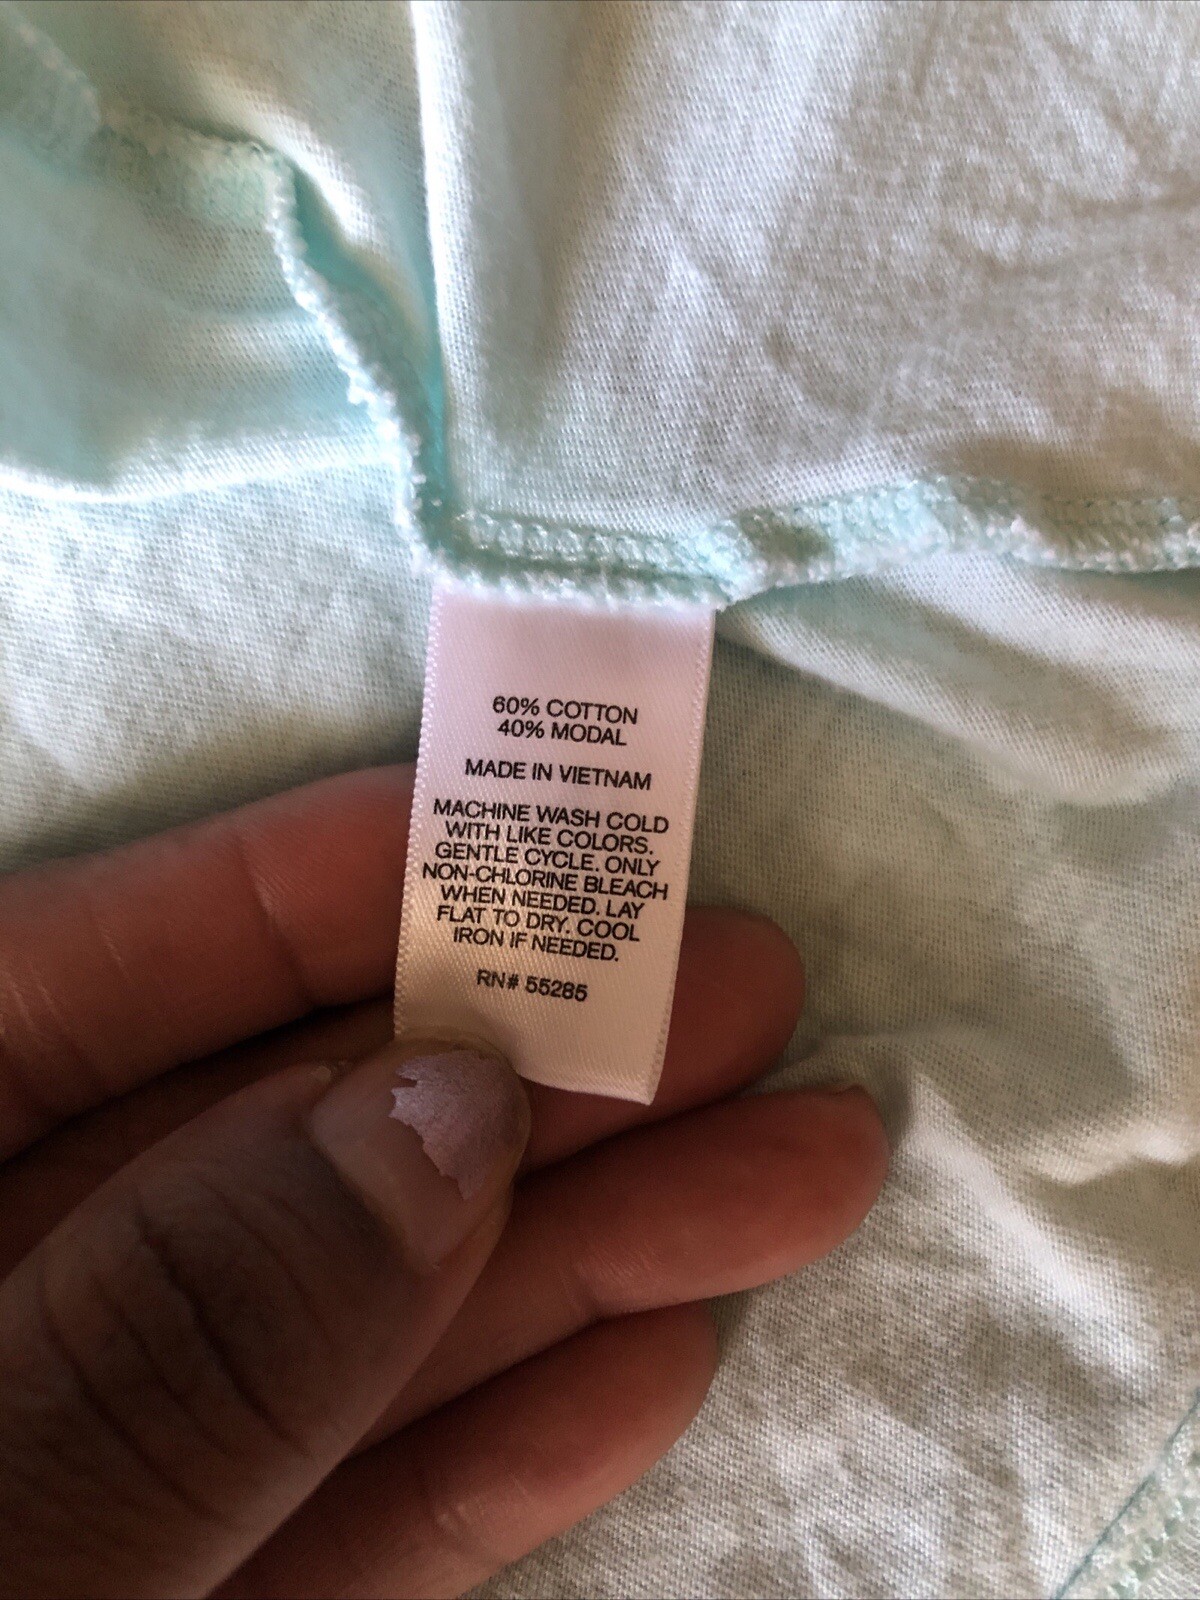 60% COTTON
40% MODAL
MADE IN VIETNAM
MACHINE WASH COLD
WITH LIKE COLORS.
GENTLE CYCLE. ONLY
NON-CHLORINE BLEACH
WHEN NEEDED. LAY
FLAT TO DRY. COOL
IRON IF NEEDED.
RN# 55285